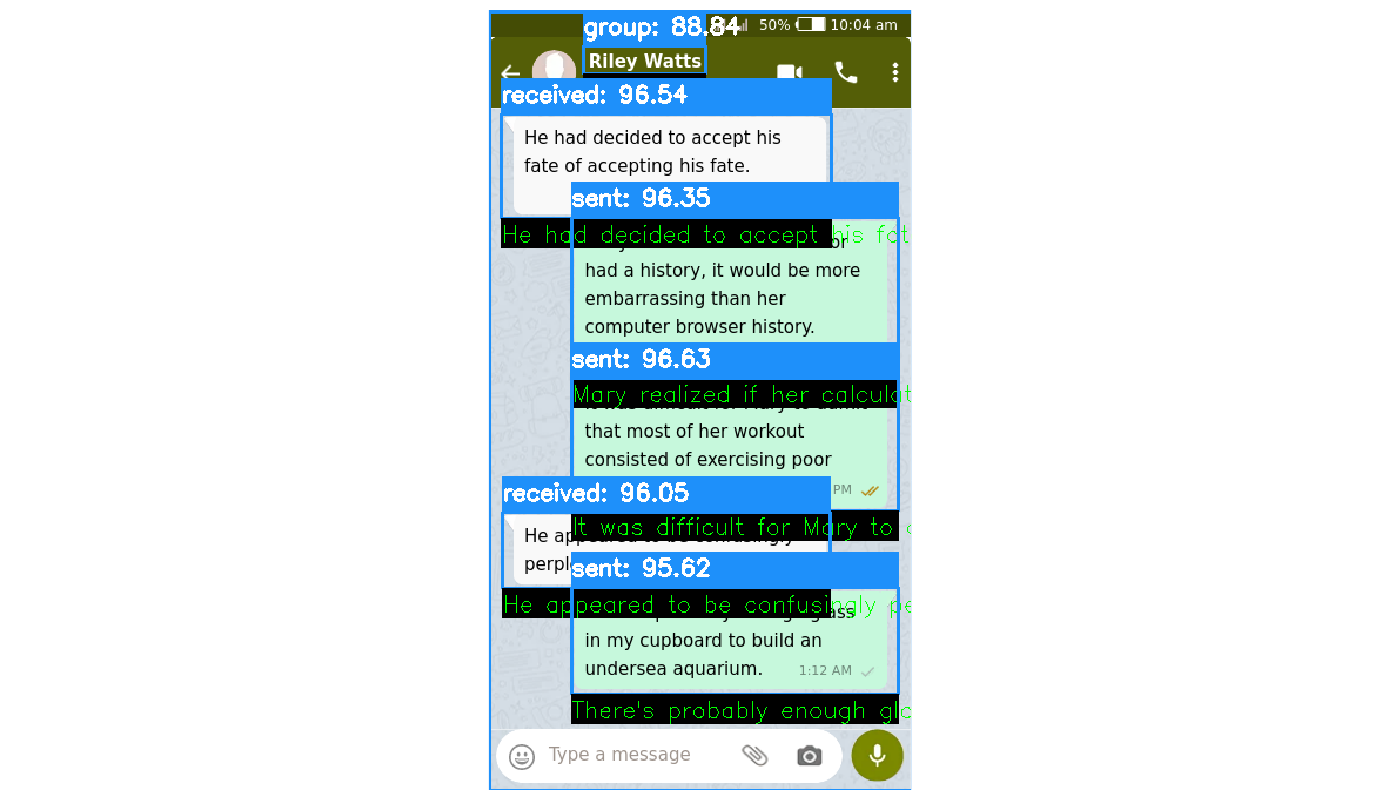 group: 88.84
50% 10:04 am
Riley Watts
received: 96.54
He had decided to accept his
fate of accepting his fate.
sent: 96.35
He had decided to accept his fat
had a history, it would be more
embarrassing than her
computer browser history.
sent: 96.63
Mary realized if her calculat
that most of her workout
consisted of exercising poor
PM
received: 96.05
It was difficult for Mary to
He appeared to be confusingly
sent: 95.62
He appeared to be confusingly pe
in my cupboard to build an
undersea aquarium. 1:12 AM
There's probably enough gla
Type a message